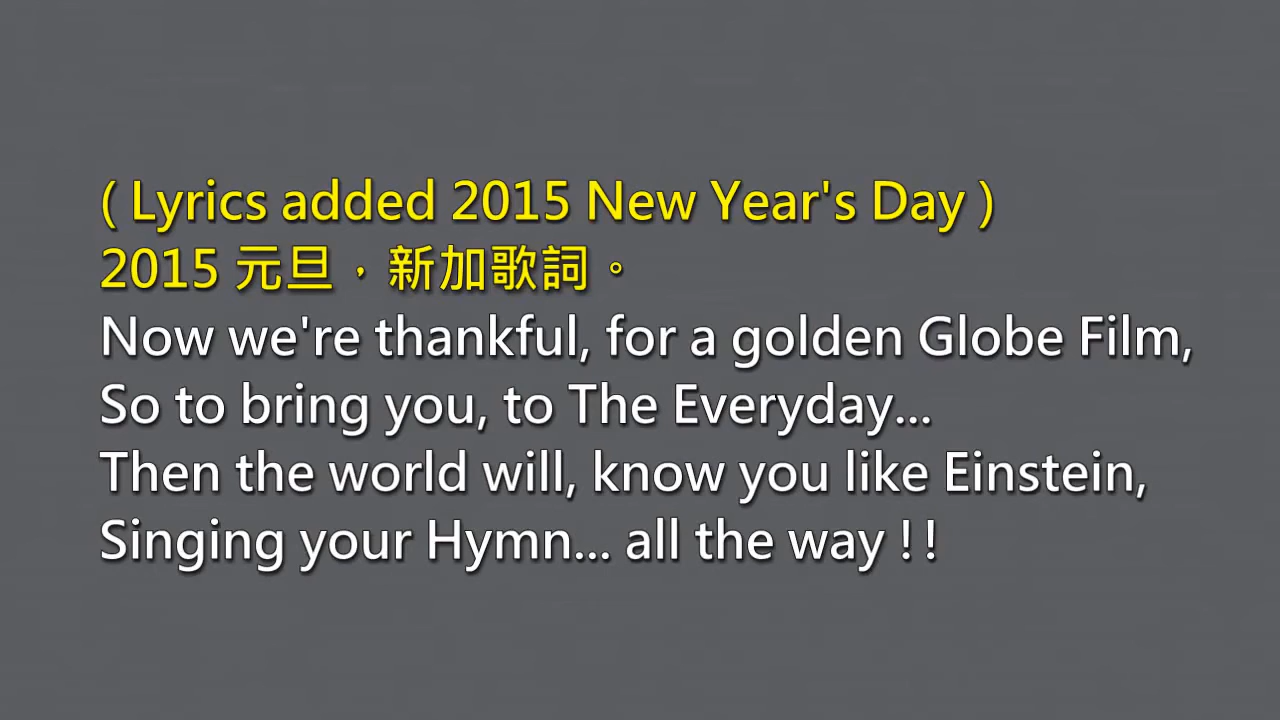 ( Lyrics added 2015 New Year's Day )
2015 元旦，新加歌詞。
Now we're thankful, for a golden Globe Film,
So to bring you, to The Everyday...
Then the world will, know you like Einstein,
Singing your Hymn... all the way ! !